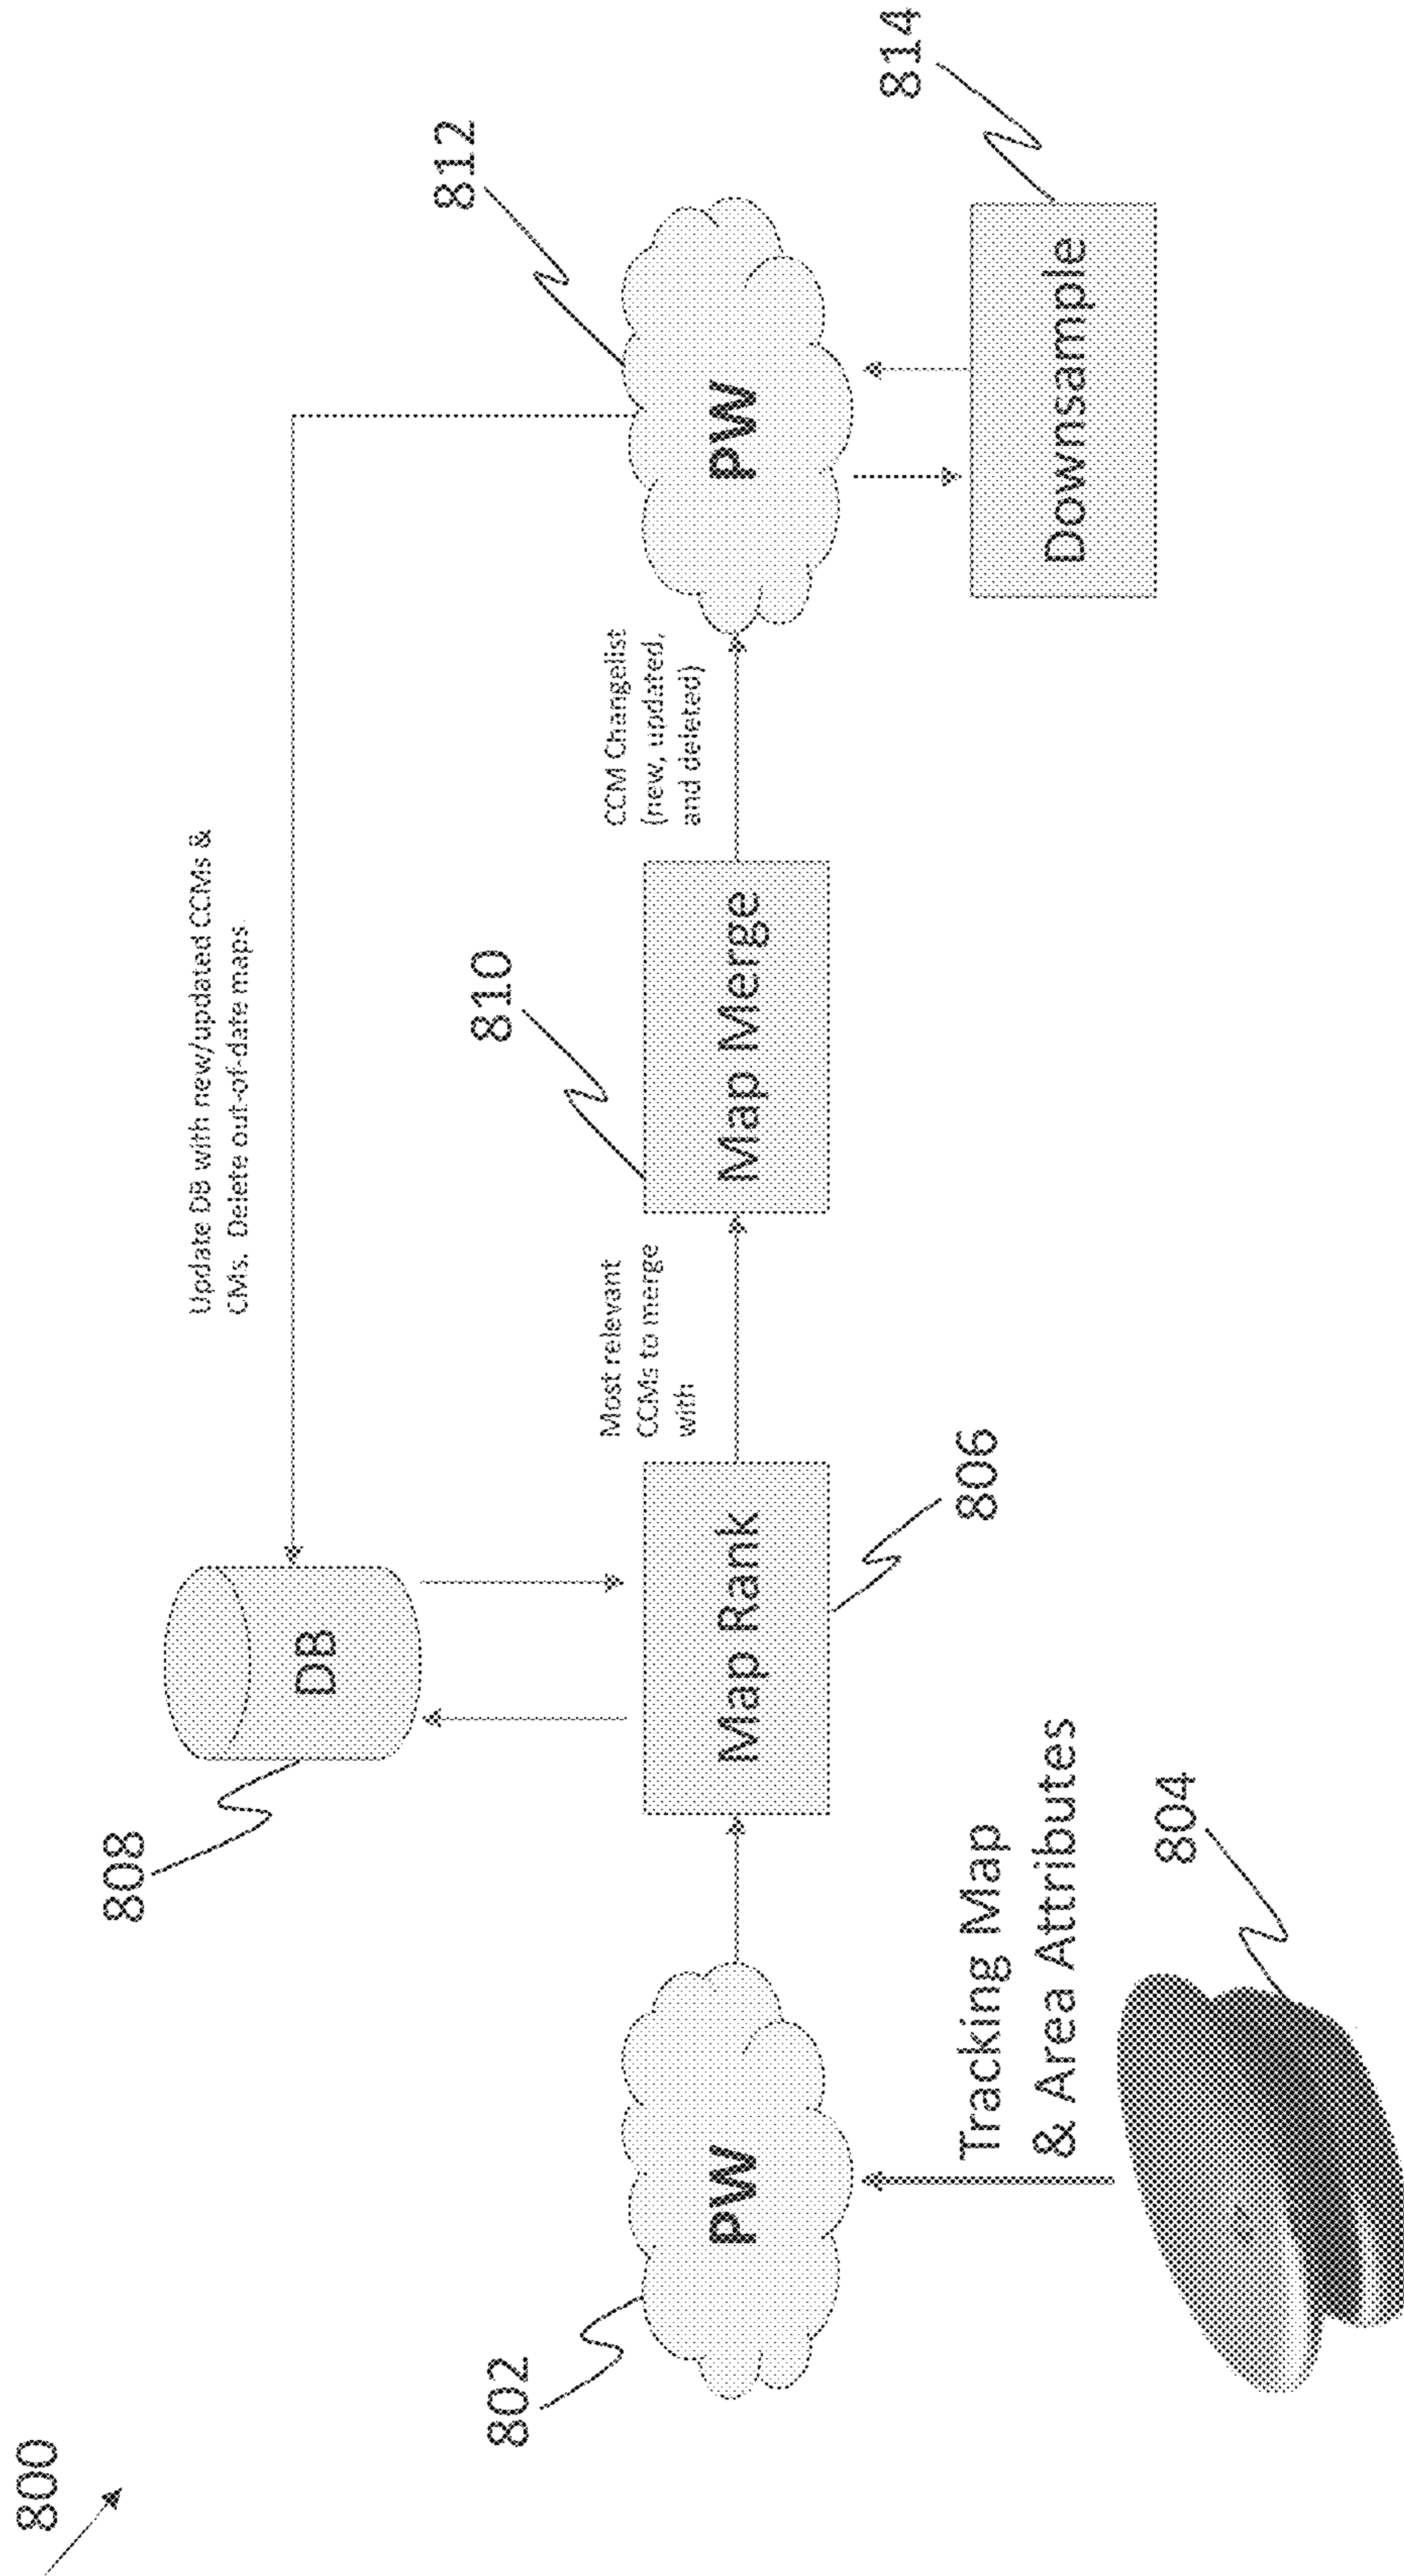 800
802
PW
Tracking Map
& Area Attributes
804
808
DB
Map Rank
806
Update DB with new/updated CCMs &
CMs. Delete out-of-date maps.
Most relevant
CCMs to merge
with
810
Map Merge
CCM Changelist
(new, updated,
and deleted)
812
PW
Downsample
814